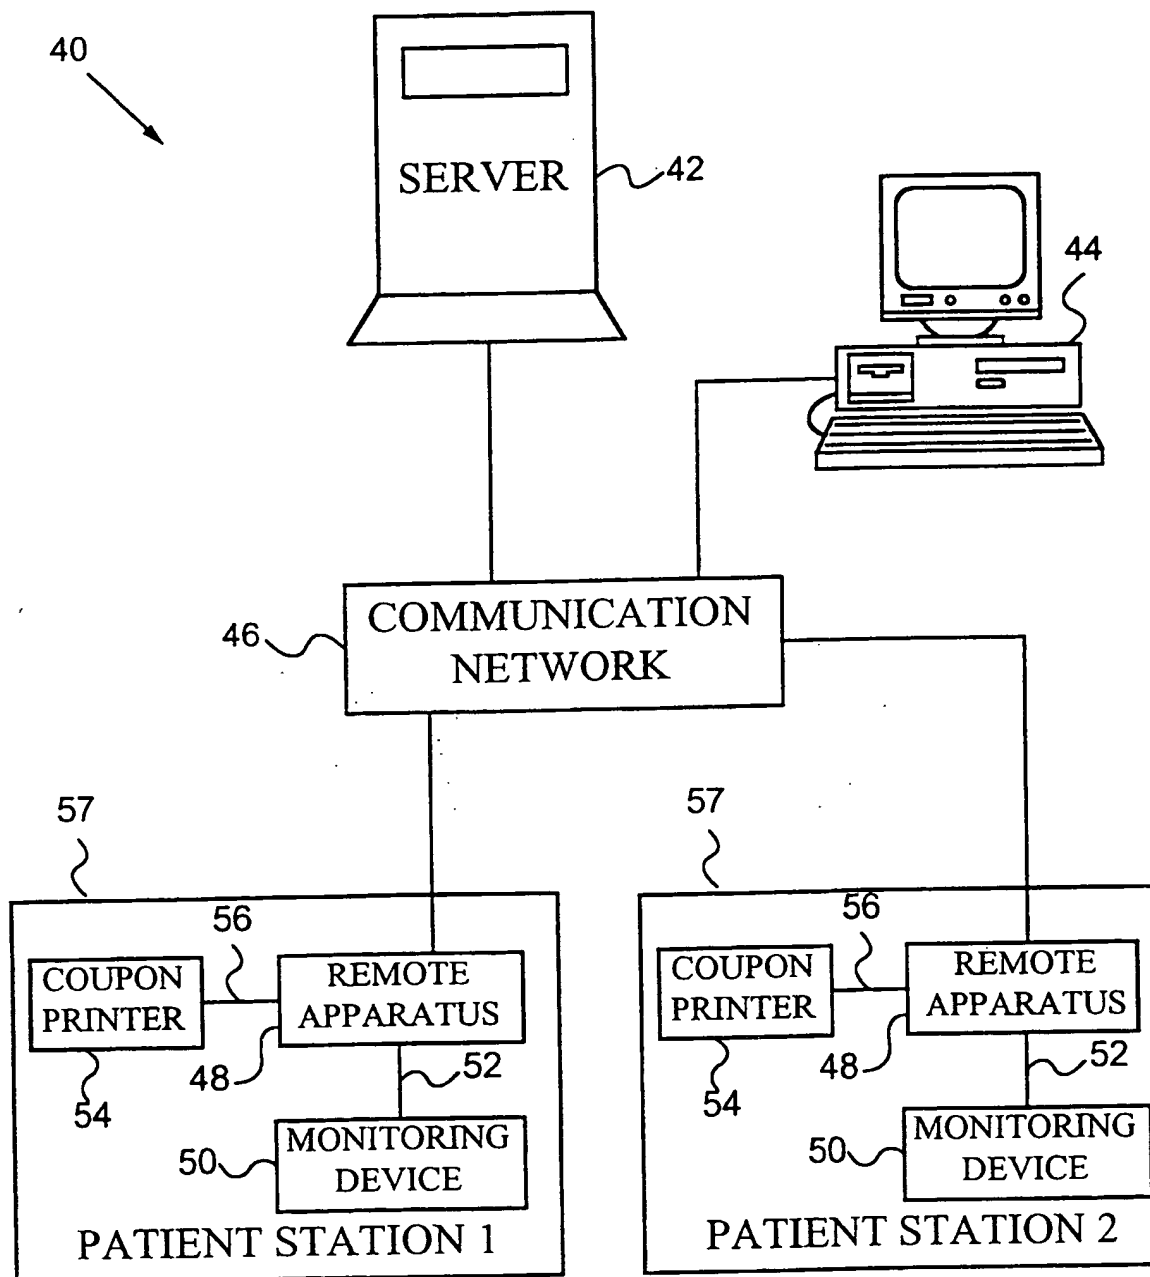 40
SERVER
42
44
46
COMMUNICATION
NETWORK
57
56
COUPON
PRINTER
REMOTE
APPARATUS
54
48
52
50
MONITORING
DEVICE
PATIENT STATION 1
57
56
COUPON
PRINTER
REMOTE
APPARATUS
54
48
52
50
MONITORING
DEVICE
PATIENT STATION 2